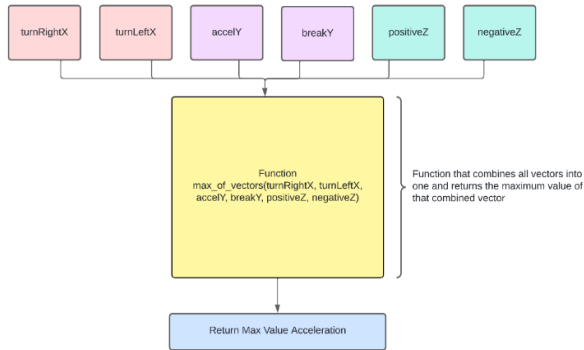 turnRightX
turnLeftX
accelY
breakY
positiveZ
negativeZ
Function
max_of_vectors(turnRightX, turnLeftX,
accelY, breakY, positiveZ, negativeZ)
Function that combines all vectors into
one and returns the maximum value of
that combined vector
Return Max Value Acceleration